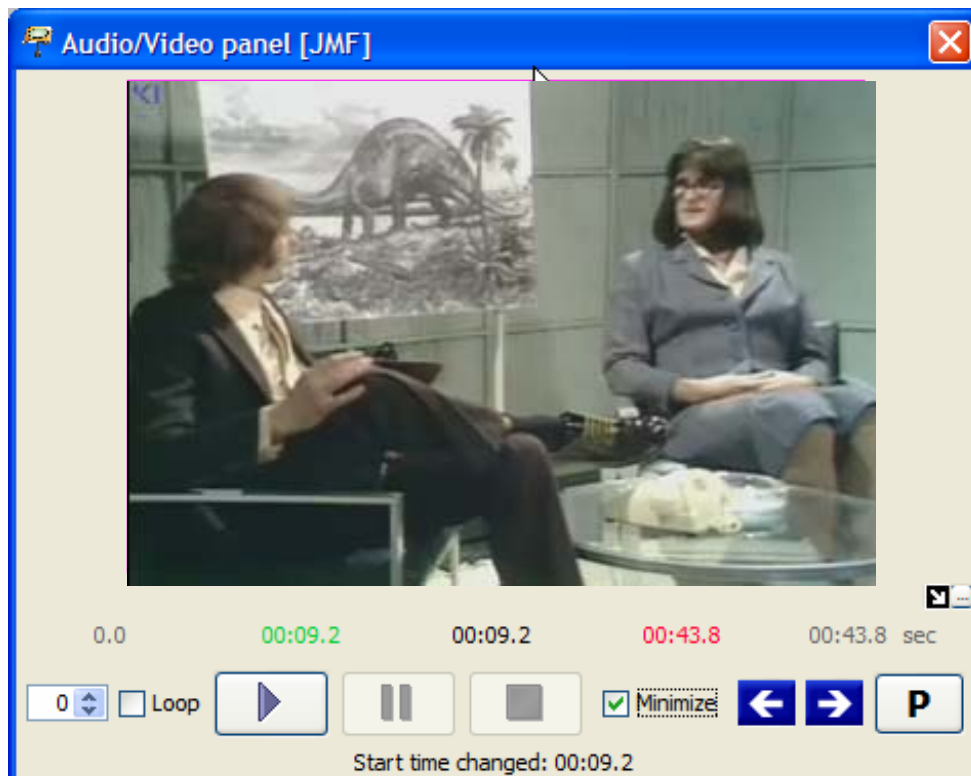 Audio/Video panel [JMF]
0.0 00:09.2 00:09.2 00:43.8 00:43.8 sec
0 Loop Minimize P
Start time changed: 00:09.2